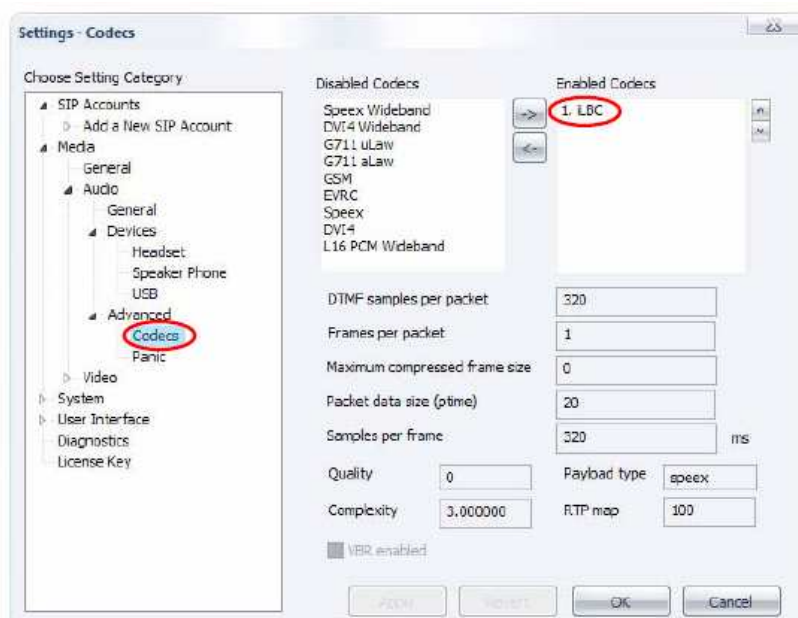 Settings - Codecs
Choose Setting Category
SIP Accounts
Add a New SIP Account
Media
General
Audio
General
Devices
Headset
Speaker Phone
USB
Advanced
Codecs
Panic
Video
System
User Interface
Diagnostics
License Key
Disabled Codecs
Speex Wideband
DVI4 Wideband
G711 uLaw
G711 aLaw
GSM
EVRC
Speex
DVI4
L16 PCM Wideband
->
<-
Enabled Codecs
1. iLBC
DTMF samples per packet 320
Frames per packet 1
Maximum compressed frame size 0
Packet data size (ptime) 20
Samples per frame 320 ms
Quality 0 Payload type speex
Complexity 3.000000 RTP map 100
VBR enabled
Apply Revert OK Cancel